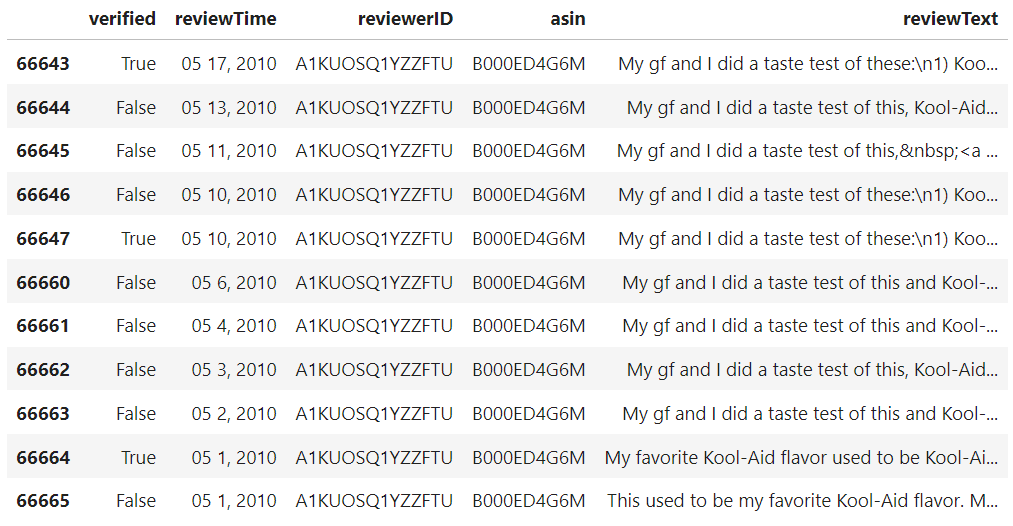 verified reviewTime reviewerID asin reviewText
66643 True 05 17, 2010 A1KUOSQ1YZZFTU B000ED4G6M My gf and I did a taste test of these:\n1) Koo...
66644 False 05 13, 2010 A1KUOSQ1YZZFTU B000ED4G6M My gf and I did a taste test of this, Kool-Aid...
66645 False 05 11, 2010 A1KUOSQ1YZZFTU B000ED4G6M My gf and I did a taste test of this,&nbsp;<a ...
66646 False 05 10, 2010 A1KUOSQ1YZZFTU B000ED4G6M My gf and I did a taste test of these:\n1) Koo...
66647 True 05 10, 2010 A1KUOSQ1YZZFTU B000ED4G6M My gf and I did a taste test of these:\n1) Koo...
66660 False 05 6, 2010 A1KUOSQ1YZZFTU B000ED4G6M My gf and I did a taste test of this and Kool-...
66661 False 05 4, 2010 A1KUOSQ1YZZFTU B000ED4G6M My gf and I did a taste test of this and Kool-...
66662 False 05 3, 2010 A1KUOSQ1YZZFTU B000ED4G6M My gf and I did a taste test of this, Kool-Aid...
66663 False 05 2, 2010 A1KUOSQ1YZZFTU B000ED4G6M My gf and I did a taste test of this and Kool-...
66664 True 05 1, 2010 A1KUOSQ1YZZFTU B000ED4G6M My favorite Kool-Aid flavor used to be Kool-Ai...
66665 False 05 1, 2010 A1KUOSQ1YZZFTU B000ED4G6M This used to be my favorite Kool-Aid flavor. M...